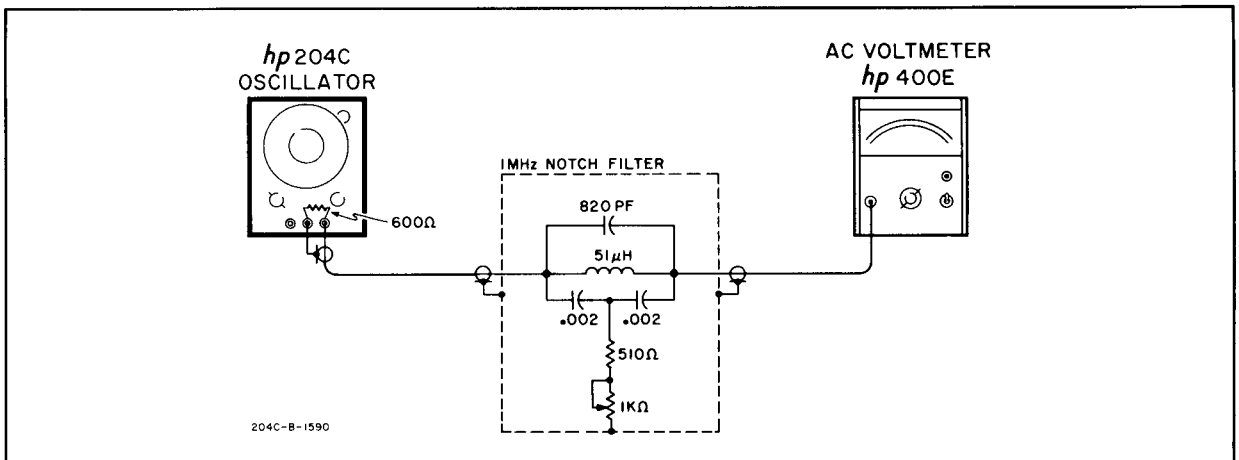 hp 204C
OSCILLATOR
AC VOLTMETER
hp 400E
1MHz NOTCH FILTER
820 PF
600Ω
51μH
.002 .002
510Ω
1KΩ
204C-B-1590